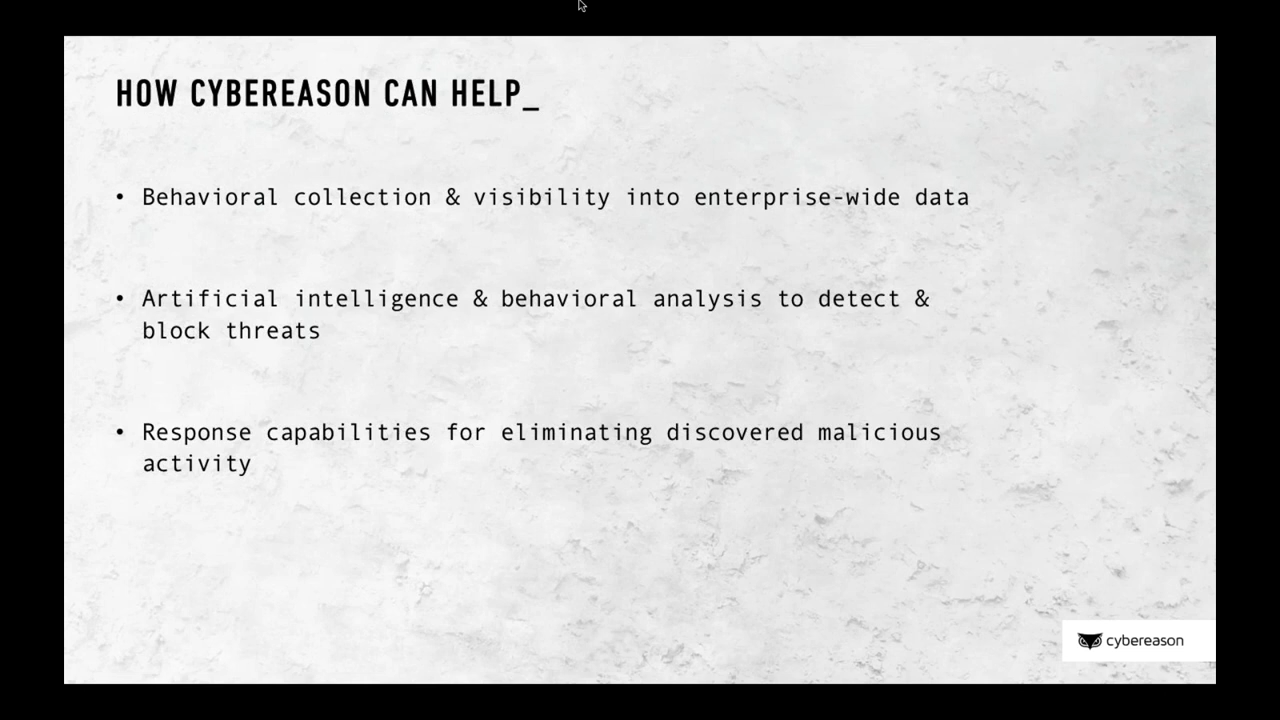 HOW CYBEREASON CAN HELP_
• Behavioral collection & visibility into enterprise-wide data
• Artificial intelligence & behavioral analysis to detect &
block threats
• Response capabilities for eliminating discovered malicious
activity
cybereason